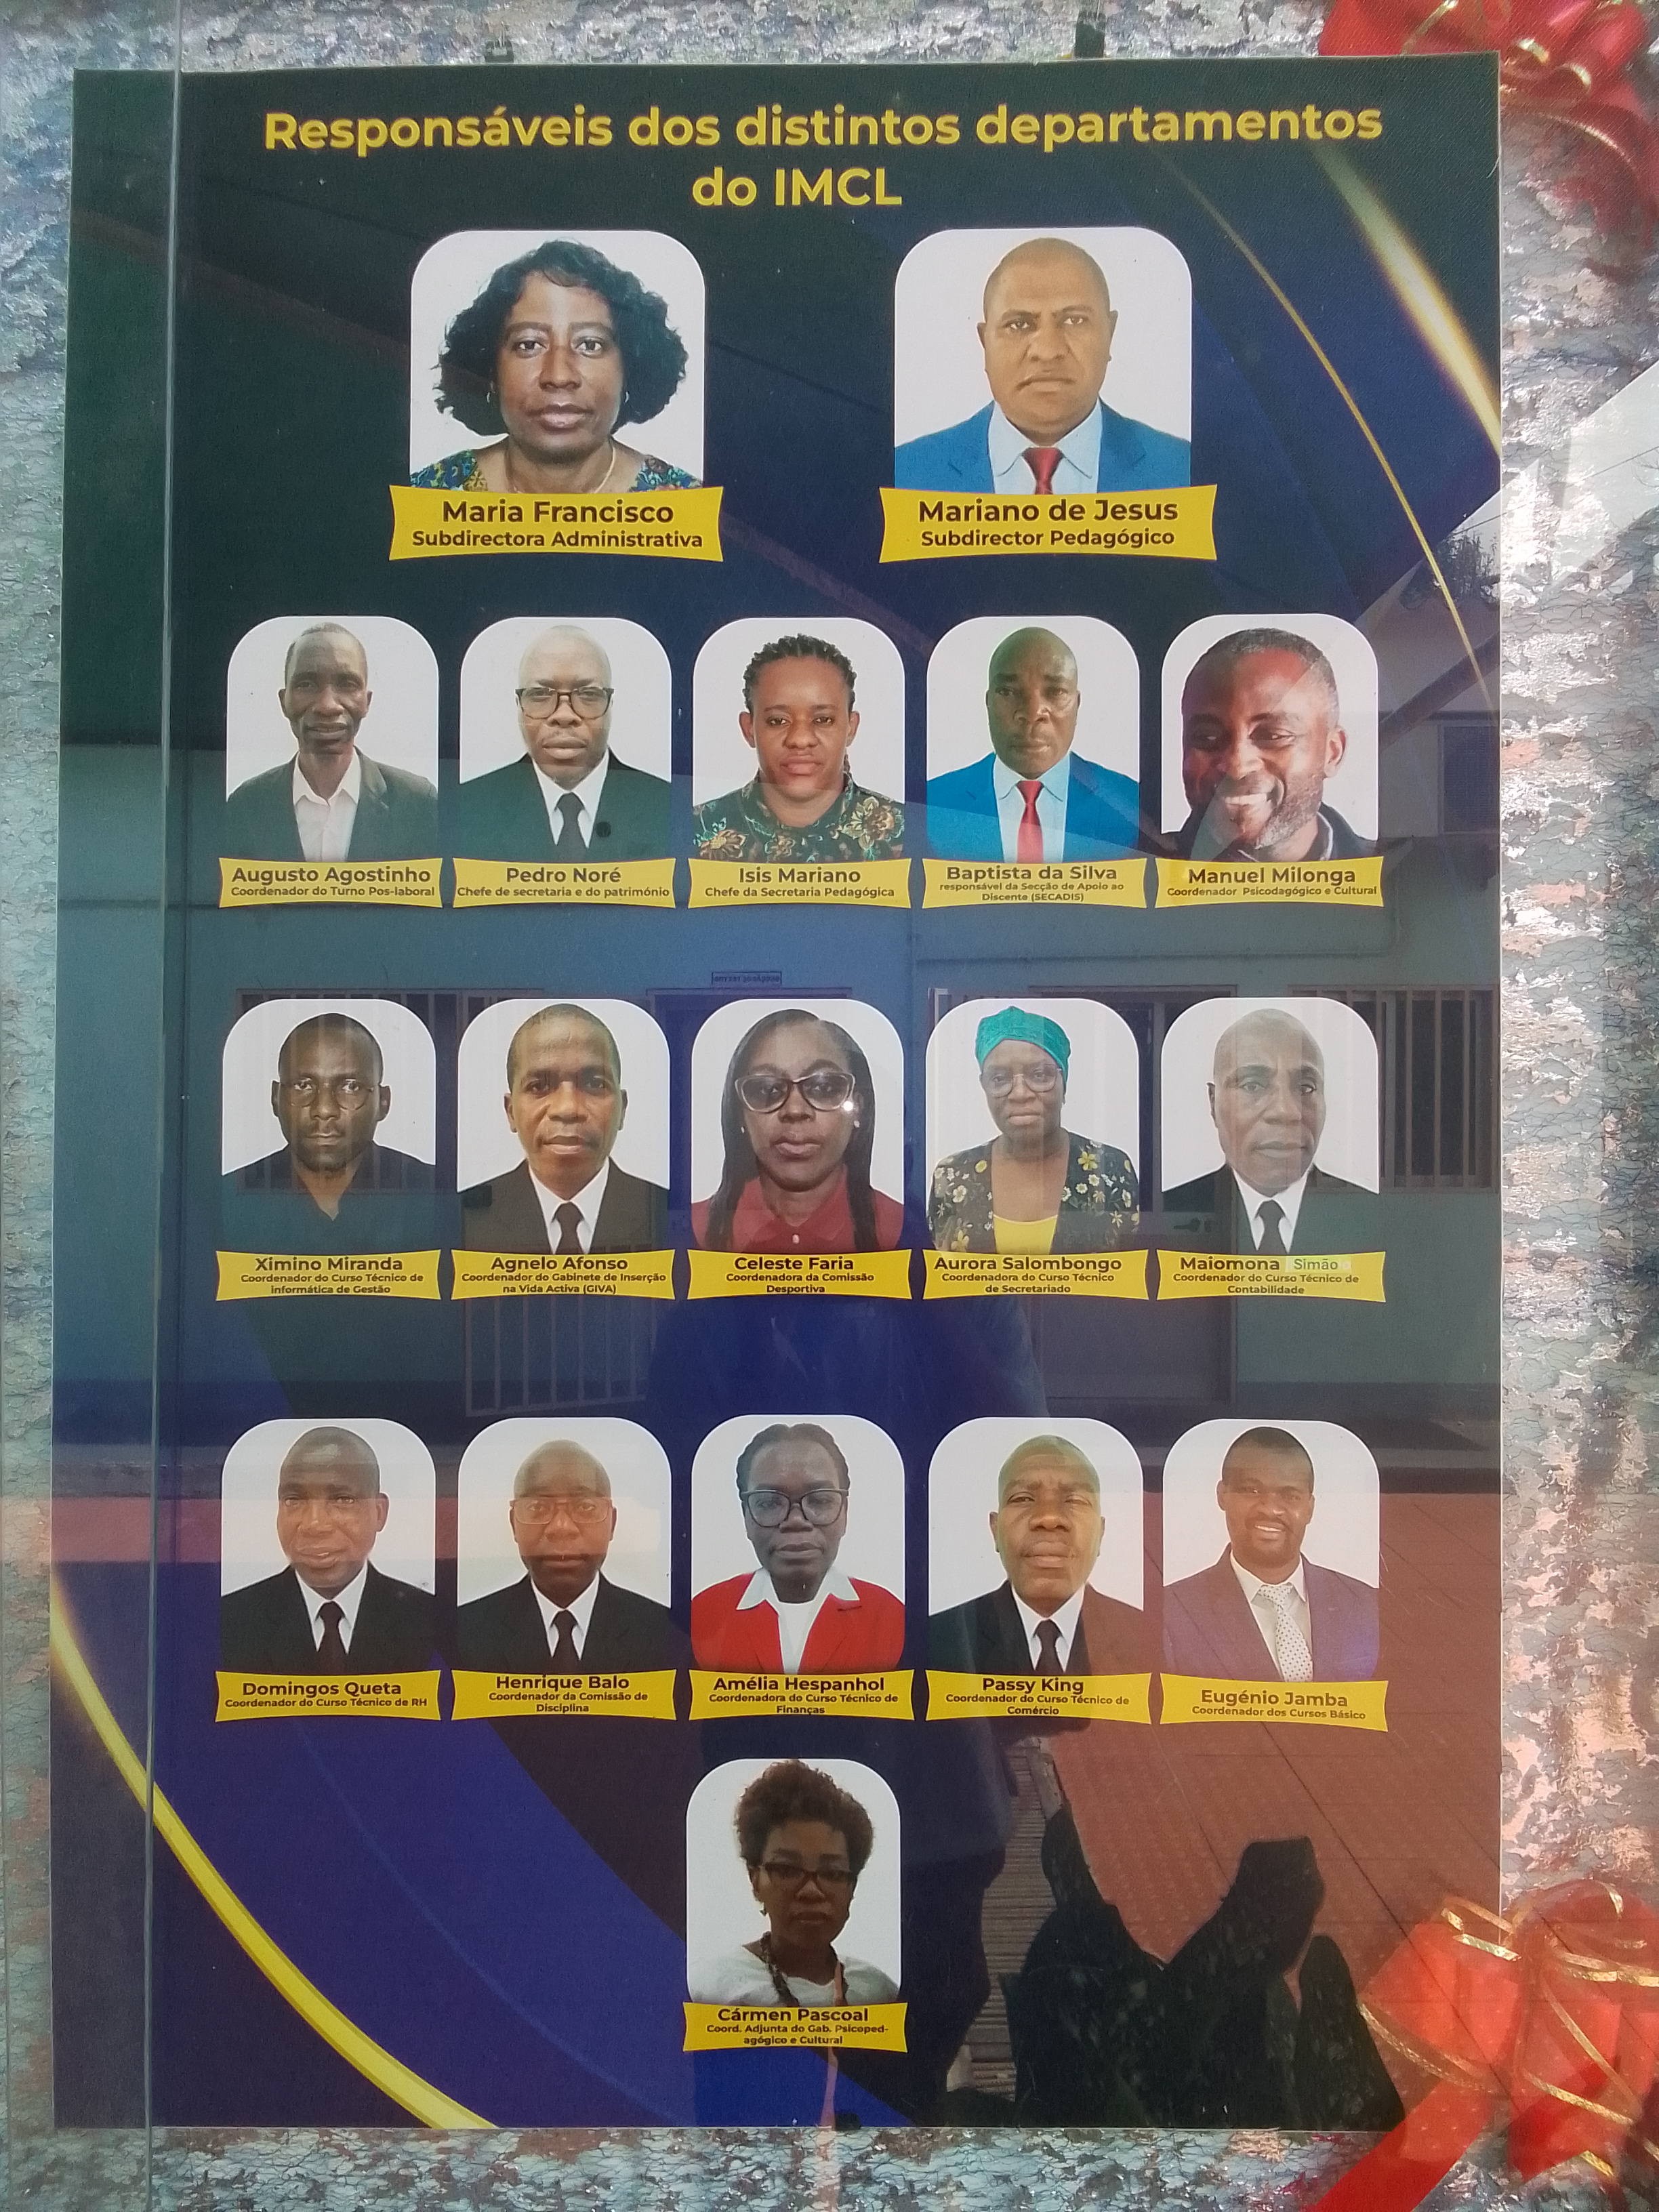 Responsáveis dos distintos departamentos
do IMCL
Maria Francisco
Subdirectora Administrativa
Mariano de Jesus
Subdirector Pedagógico
Augusto Agostinho
Coordenador do Turno Pos-laboral
Pedro Noré
Chefe de secretaria e do património
Isis Mariano
Chefe da Secretaria Pedagógica
Baptista da Silva
responsável da Secção de Apoio ao
Discente (SECADIS)
Manuel Milonga
Coordenador Psicodagógico e Cultural
Ximino Miranda
Coordenador do Curso Técnico de
informática de Gestão
Agnelo Afonso
Coordenador do Gabinete de Inserção
na Vida Activa (GIVA)
Celeste Faria
Coordenadora da Comissão
Desportiva
Aurora Salombongo
Coordenadora do Curso Técnico
de Secretariado
Maiomona Simão
Coordenador do Curso Técnico de
Contabilidade
Domingos Queta
Coordenador do Curso Técnico de RH
Henrique Balo
Coordenador da Comissão de
Disciplina
Amélia Hespanhol
Coordenadora do Curso Técnico de
Finanças
Passy King
Coordenador do Curso Técnico de
Comércio
Eugénio Jamba
Coordenador dos Cursos Básico
Cármen Pascoal
Coord. Adjunta do Gab. Psicoped-
agógico e Cultural